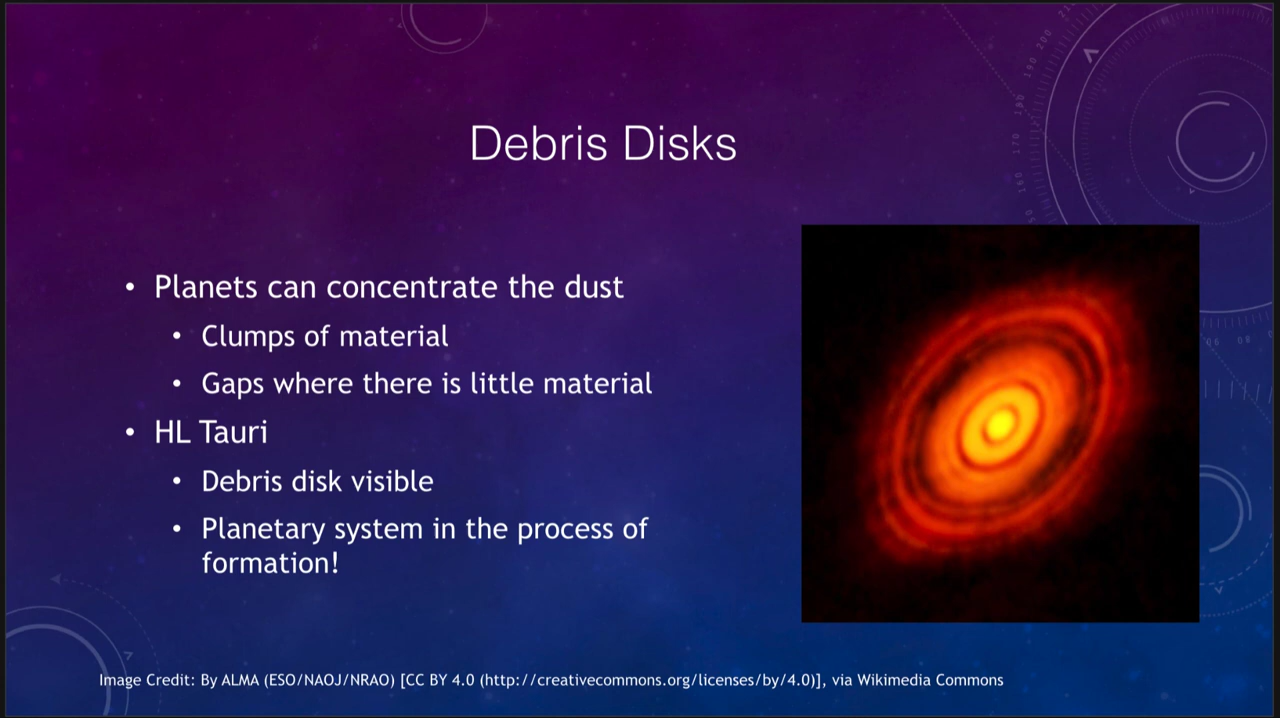 Debris Disks
• Planets can concentrate the dust
• Clumps of material
• Gaps where there is little material
• HL Tauri
• Debris disk visible
• Planetary system in the process of
formation!
Image Credit: By ALMA (ESO/NAOJ/NRAO) [CC BY 4.0 (http://creativecommons.org/licenses/by/4.0)], via Wikimedia Commons